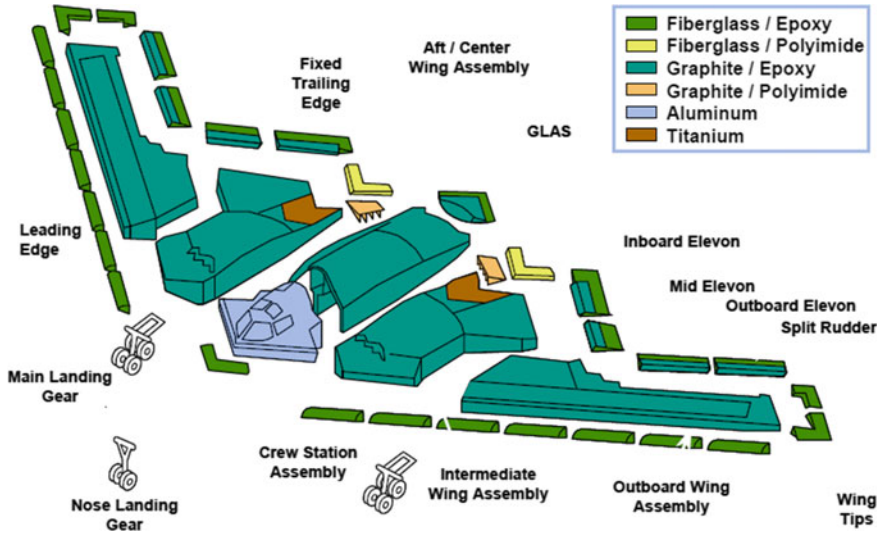 Fiberglass / Epoxy
Fiberglass / Polyimide
Graphite / Epoxy
Graphite / Polyimide
Aluminum
Titanium
Aft / Center
Wing Assembly
Fixed
Trailing
Edge
GLAS
Leading
Edge
Inboard Elevon
Mid Elevon
Outboard Elevon
Split Rudder
Main Landing
Gear
Crew Station
Assembly
Intermediate
Wing Assembly
Outboard Wing
Assembly
Nose Landing
Gear
Wing
Tips